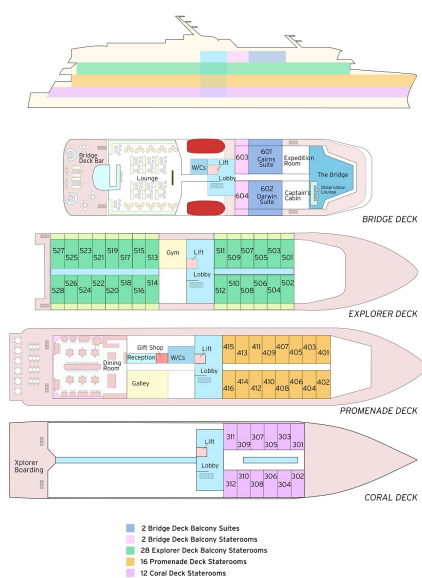 Bridge
Deck Bar
Lounge
W/Cs
Lift
Lobby
603
604
601
Cairns
Suite
602
Darwin
Suite
Expedition
Room
Captain's
Cabin
The Bridge
Observation
Lounge
BRIDGE DECK
527 523 519 515
525 521 517 513
526 522 518 514
528 524 520 516
Gym
Lift
Lobby
511 507 503
509 505 501
510 506 502
512 508 504
EXPLORER DECK
Dining
Room
Gift Shop
Reception
W/Cs
Galley
Lift
Lobby
415 411 407 403
413 409 405 401
414 410 406 402
416 412 408 404
PROMENADE DECK
Xplorer
Boarding
Lift
Lobby
311 307 303
309 305 301
310 306 302
312 308 304
CORAL DECK
2 Bridge Deck Balcony Suites
2 Bridge Deck Balcony Staterooms
28 Explorer Deck Balcony Staterooms
16 Promenade Deck Staterooms
12 Coral Deck Staterooms